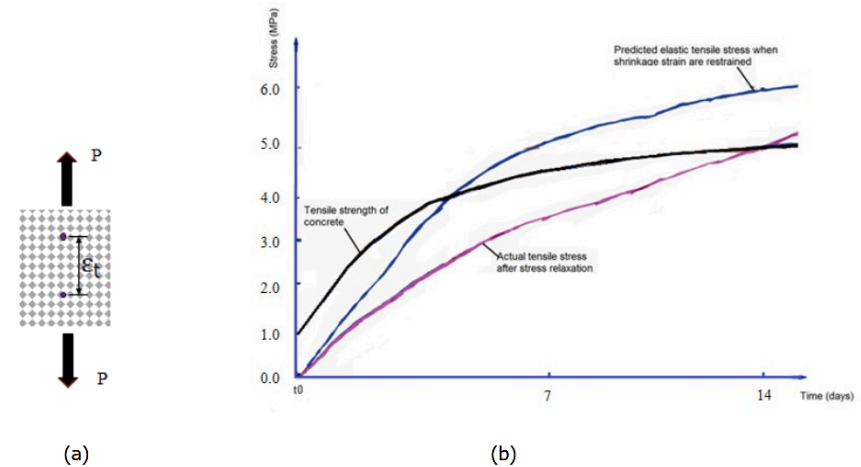 P
εt
P
(a)
Stress (MPa)
6.0
5.0
4.0
3.0
2.0
1.0
0.0
Predicted elastic tensile stress when
shrinkage strain are restrained
Tensile strength of
concrete
Actual tensile stress
after stress relaxation
t0
7
14
Time (days)
(b)